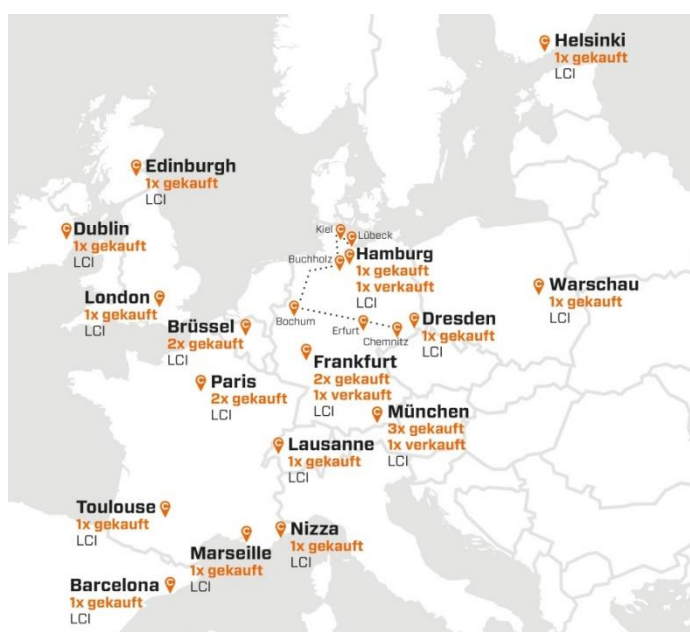 Helsinki
1x gekauft
LCI
Edinburgh
1x gekauft
LCI
Dublin
1x gekauft
LCI
Kiel
Lübeck
Buchholz
Hamburg
1x gekauft
1x verkauft
LCI
London
1x gekauft
LCI
Warschau
1x gekauft
LCI
Brüssel
2x gekauft
LCI
Bochum
Erfurt
Chemnitz
Dresden
1x gekauft
LCI
Frankfurt
2x gekauft
1x verkauft
LCI
Paris
2x gekauft
LCI
München
3x gekauft
1x verkauft
LCI
Lausanne
1x gekauft
LCI
Toulouse
1x gekauft
LCI
Marseille
1x gekauft
LCI
Nizza
1x gekauft
LCI
Barcelona
1x gekauft
LCI